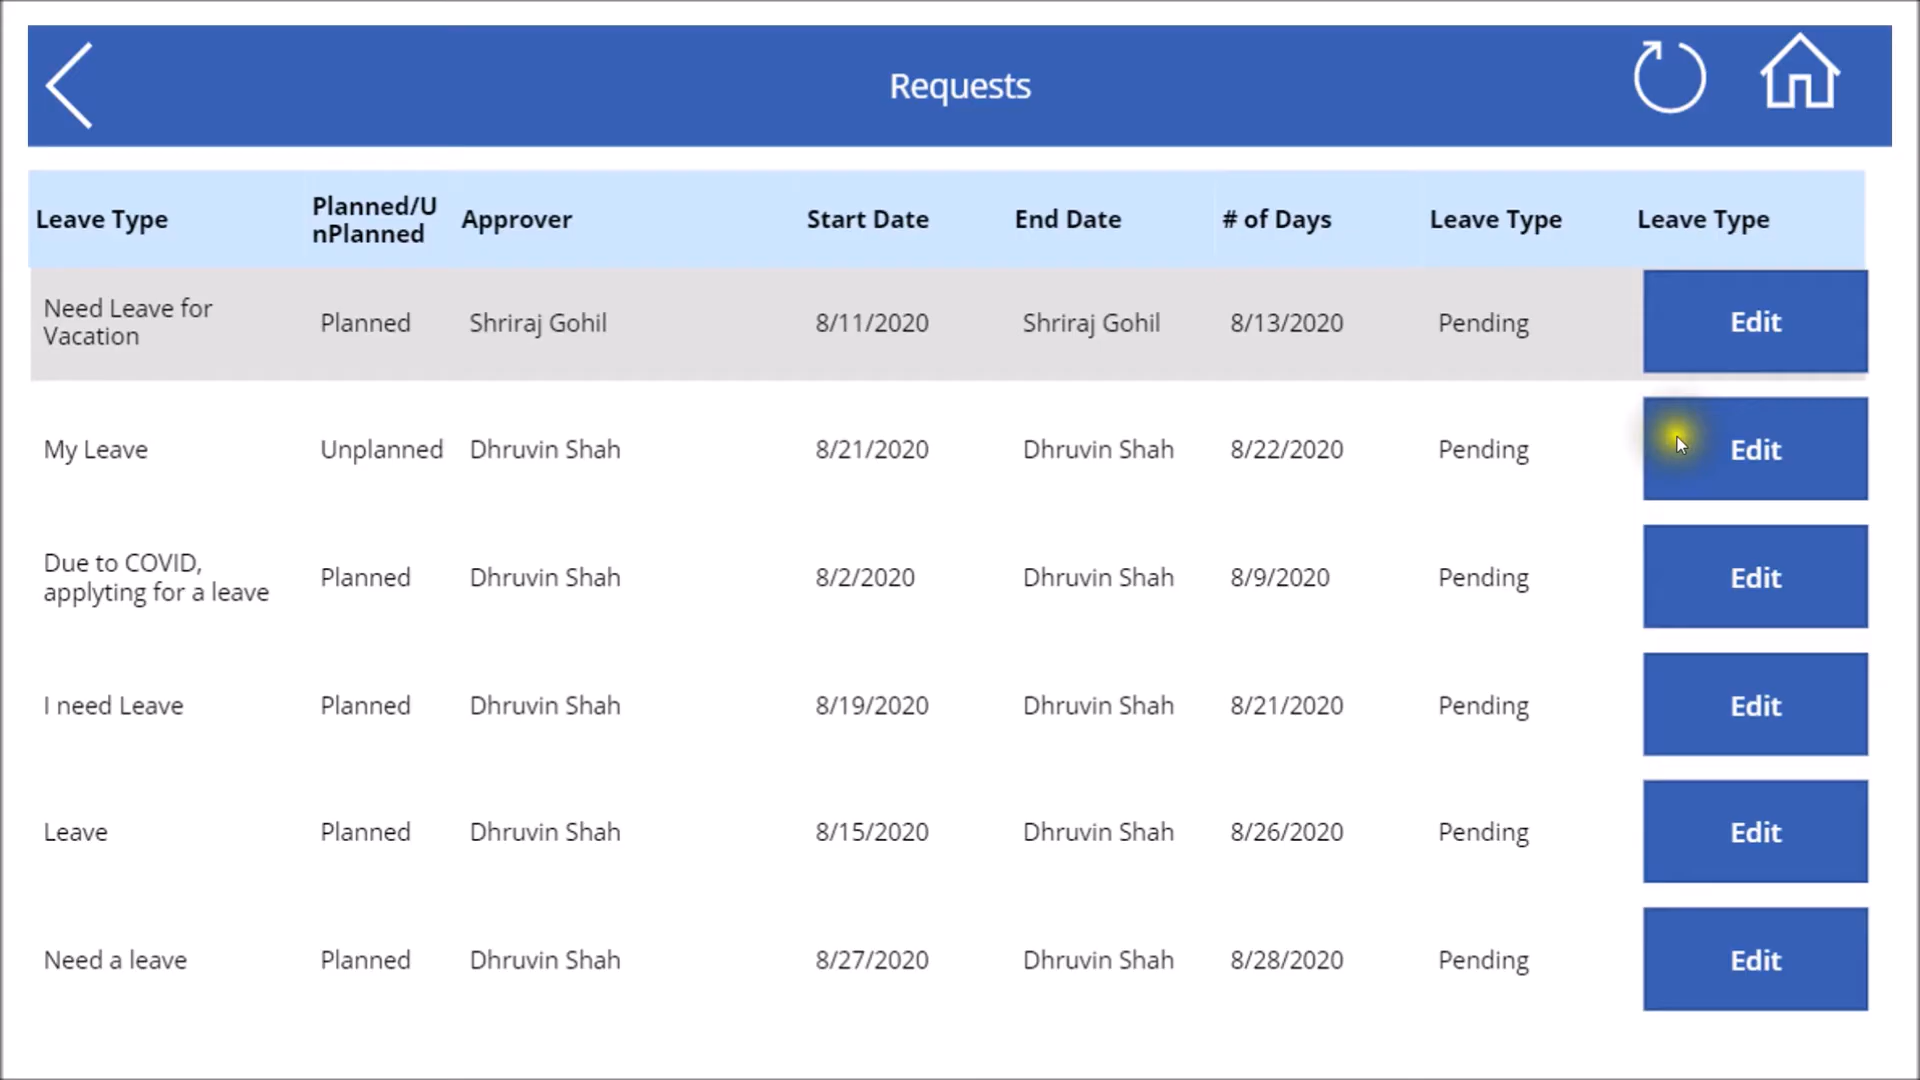 Requests
Leave Type
Planned/U
nPlanned
Approver
Start Date
End Date
# of Days
Leave Type
Leave Type
Need Leave for
Vacation
Planned
Shriraj Gohil
8/11/2020
Shriraj Gohil
8/13/2020
Pending
Edit
My Leave
Unplanned
Dhruvin Shah
8/21/2020
Dhruvin Shah
8/22/2020
Pending
Edit
Due to COVID,
applyting for a leave
Planned
Dhruvin Shah
8/2/2020
Dhruvin Shah
8/9/2020
Pending
Edit
I need Leave
Planned
Dhruvin Shah
8/19/2020
Dhruvin Shah
8/21/2020
Pending
Edit
Leave
Planned
Dhruvin Shah
8/15/2020
Dhruvin Shah
8/26/2020
Pending
Edit
Need a leave
Planned
Dhruvin Shah
8/27/2020
Dhruvin Shah
8/28/2020
Pending
Edit